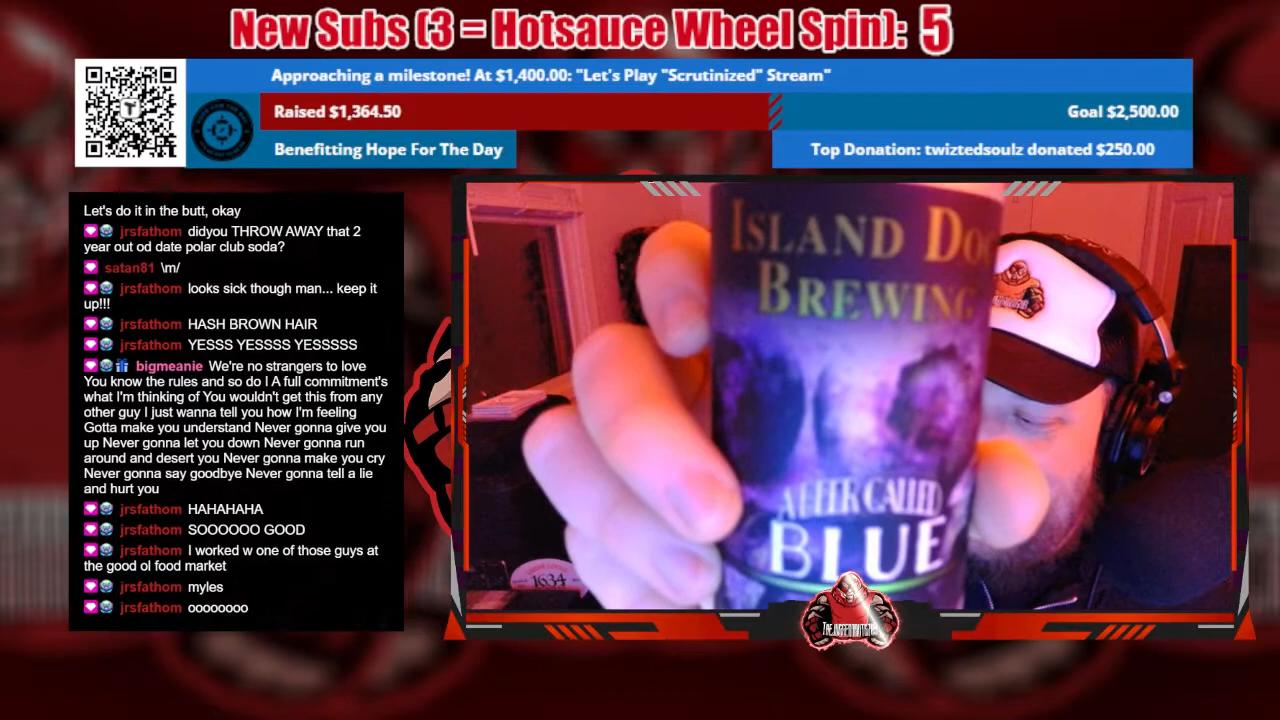 New Subs (3 = Hotsauce Wheel Spin): 5
Approaching a milestone! At $1,400.00: "Let's Play "Scrutinized" Stream"
Raised $1,364.50
Goal $2,500.00
Benefitting Hope For The Day
Top Donation: twiztedsoulz donated $250.00
Let's do it in the butt, okay
jrsfathom didyou THROW AWAY that 2
year out od date polar club soda?
satan81 \m/
jrsfathom looks sick though man... keep it
up!!!
jrsfathom HASH BROWN HAIR
jrsfathom YESSS YESSSS YESSSSS
bigmeanie We're no strangers to love
You know the rules and so do I A full commitment's
what I'm thinking of You wouldn't get this from any
other guy I just wanna tell you how I'm feeling
Gotta make you understand Never gonna give you
up Never gonna let you down Never gonna run
around and desert you Never gonna make you cry
Never gonna say goodbye Never gonna tell a lie
and hurt you
jrsfathom HAHAHAHA
jrsfathom SOOOOOO GOOD
jrsfathom I worked w one of those guys at
the good ol food market
jrsfathom myles
jrsfathom oooooooo
ISLAND DO
BREWING
A BEER CALLED
BLUE
1634